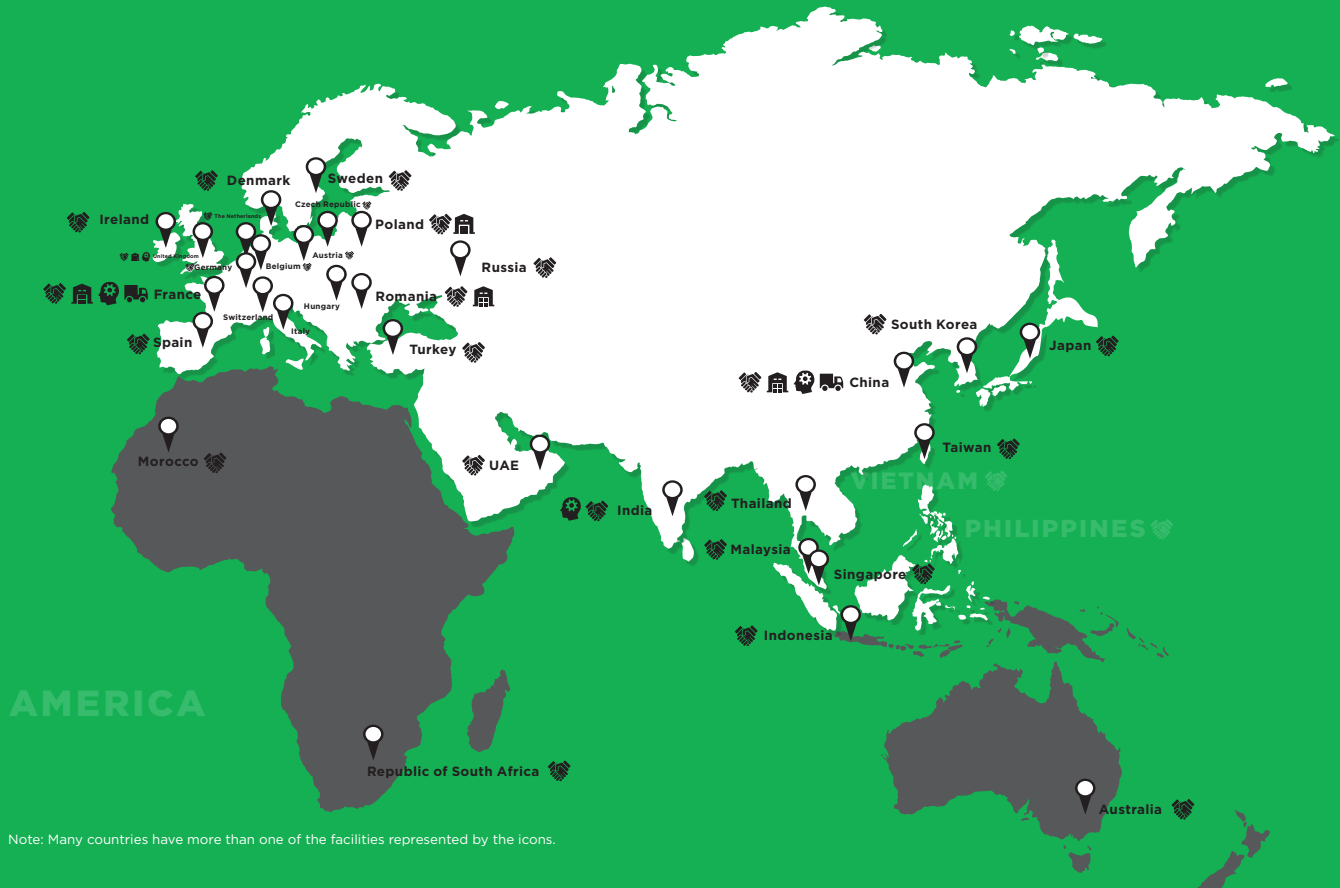 Denmark
Sweden
Czech Republic
Ireland
The Netherlands
Poland
United Kingdom
Austria
Germany
Belgium
Russia
France
Romania
Hungary
Switzerland
South Korea
Italy
Spain
Turkey
Japan
China
Morocco
UAE
Taiwan
VIETNAM
India
Thailand
PHILIPPINES
Malaysia
Singapore
Indonesia
AMERICA
Republic of South Africa
Australia
Note: Many countries have more than one of the facilities represented by the icons.